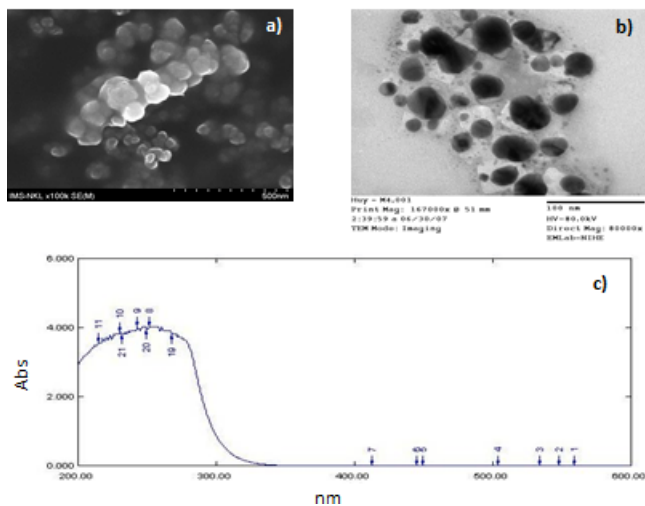 a)
IMS-NKL x100k SE(M)
500nm
b)
Huy - M4.001
Print Mag: 167000x @ 51 mm
2:39:59 a 06/30/07
TEM Mode: Imaging
100 nm
HV=80.0kV
Direct Mag: 80000x
EMLab-NIHE
c)
6.000
4.000
2.000
0.000
Abs
11
10
9
8
21
20
19
7
6
5
4
3
2
1
200.00
300.00
400.00
500.00
600.00
nm